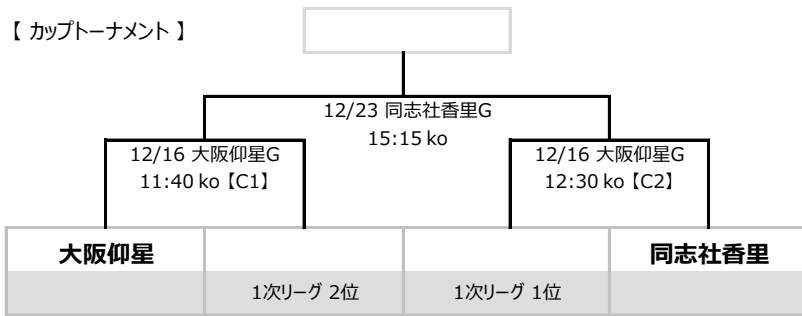 【 カップトーナメント 】
12/23 同志社香里G
15:15 ko
12/16 大阪仰星G
11:40 ko【C1】
12/16 大阪仰星G
12:30 ko【C2】
大阪仰星
同志社香里
1次リーグ 2位
1次リーグ 1位